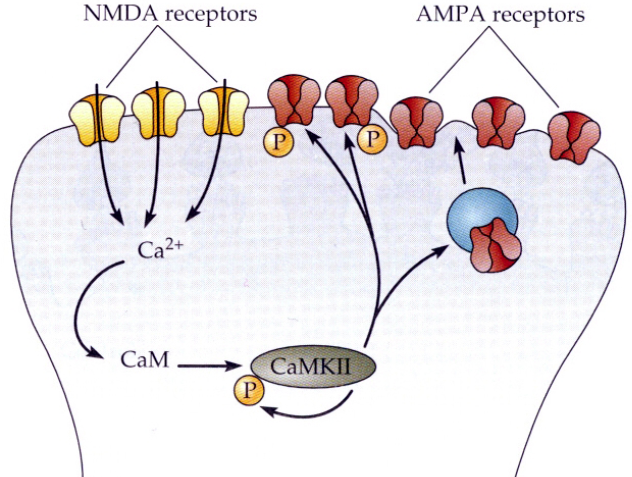 NMDA receptors
AMPA receptors
P
P
Ca²⁺
CaM
CaMKII
P